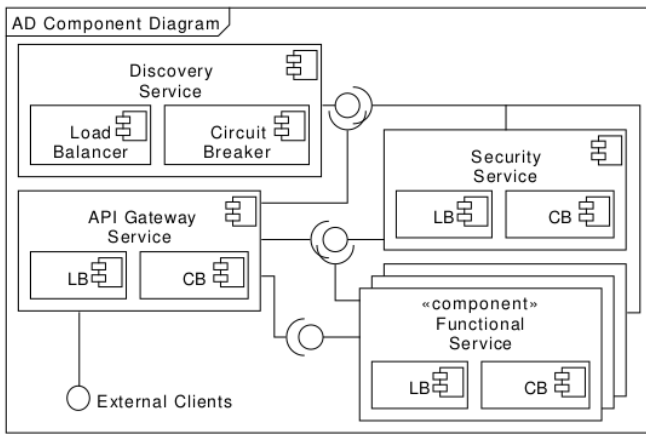 AD Component Diagram
Discovery
Service
Load
Balancer
Circuit
Breaker
Security
Service
LB
CB
API Gateway
Service
LB
CB
«component»
Functional
Service
LB
CB
External Clients